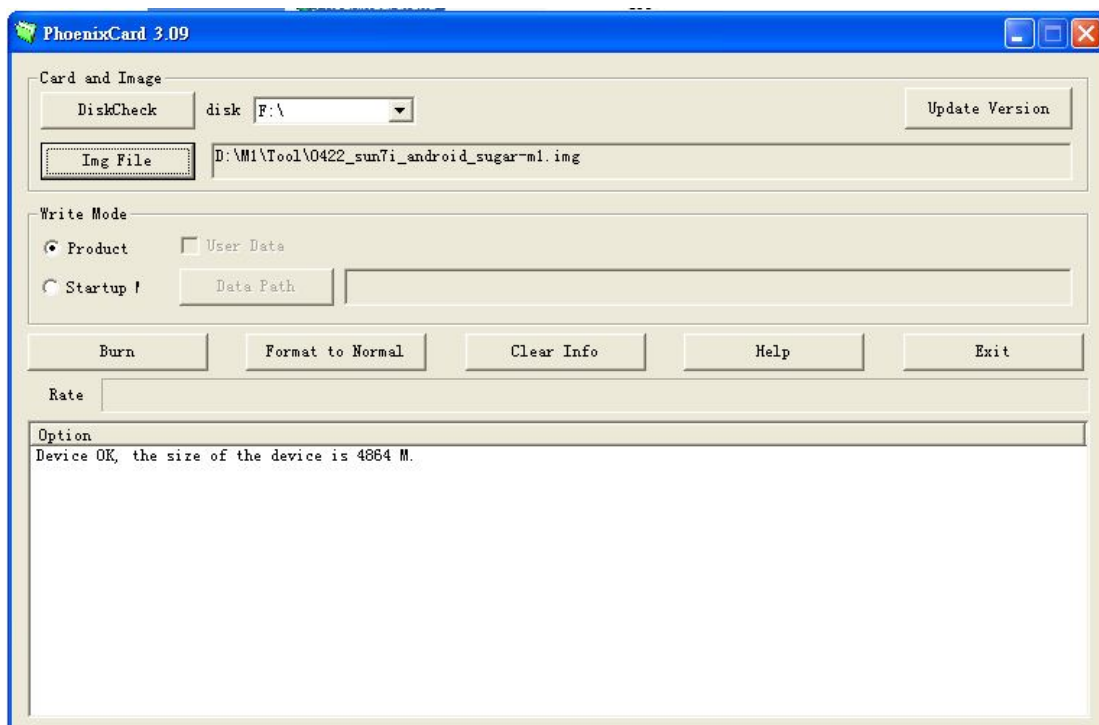 PhoenixCard 3.09
Card and Image
DiskCheck disk F:\ Update Version
Img File D:\M1\Tool\0422_sun7i_android_sugar-m1.img
Write Mode
Product User Data
Startup Data Path
Burn Format to Normal Clear Info Help Exit
Rate
Option
Device OK, the size of the device is 4864 M.